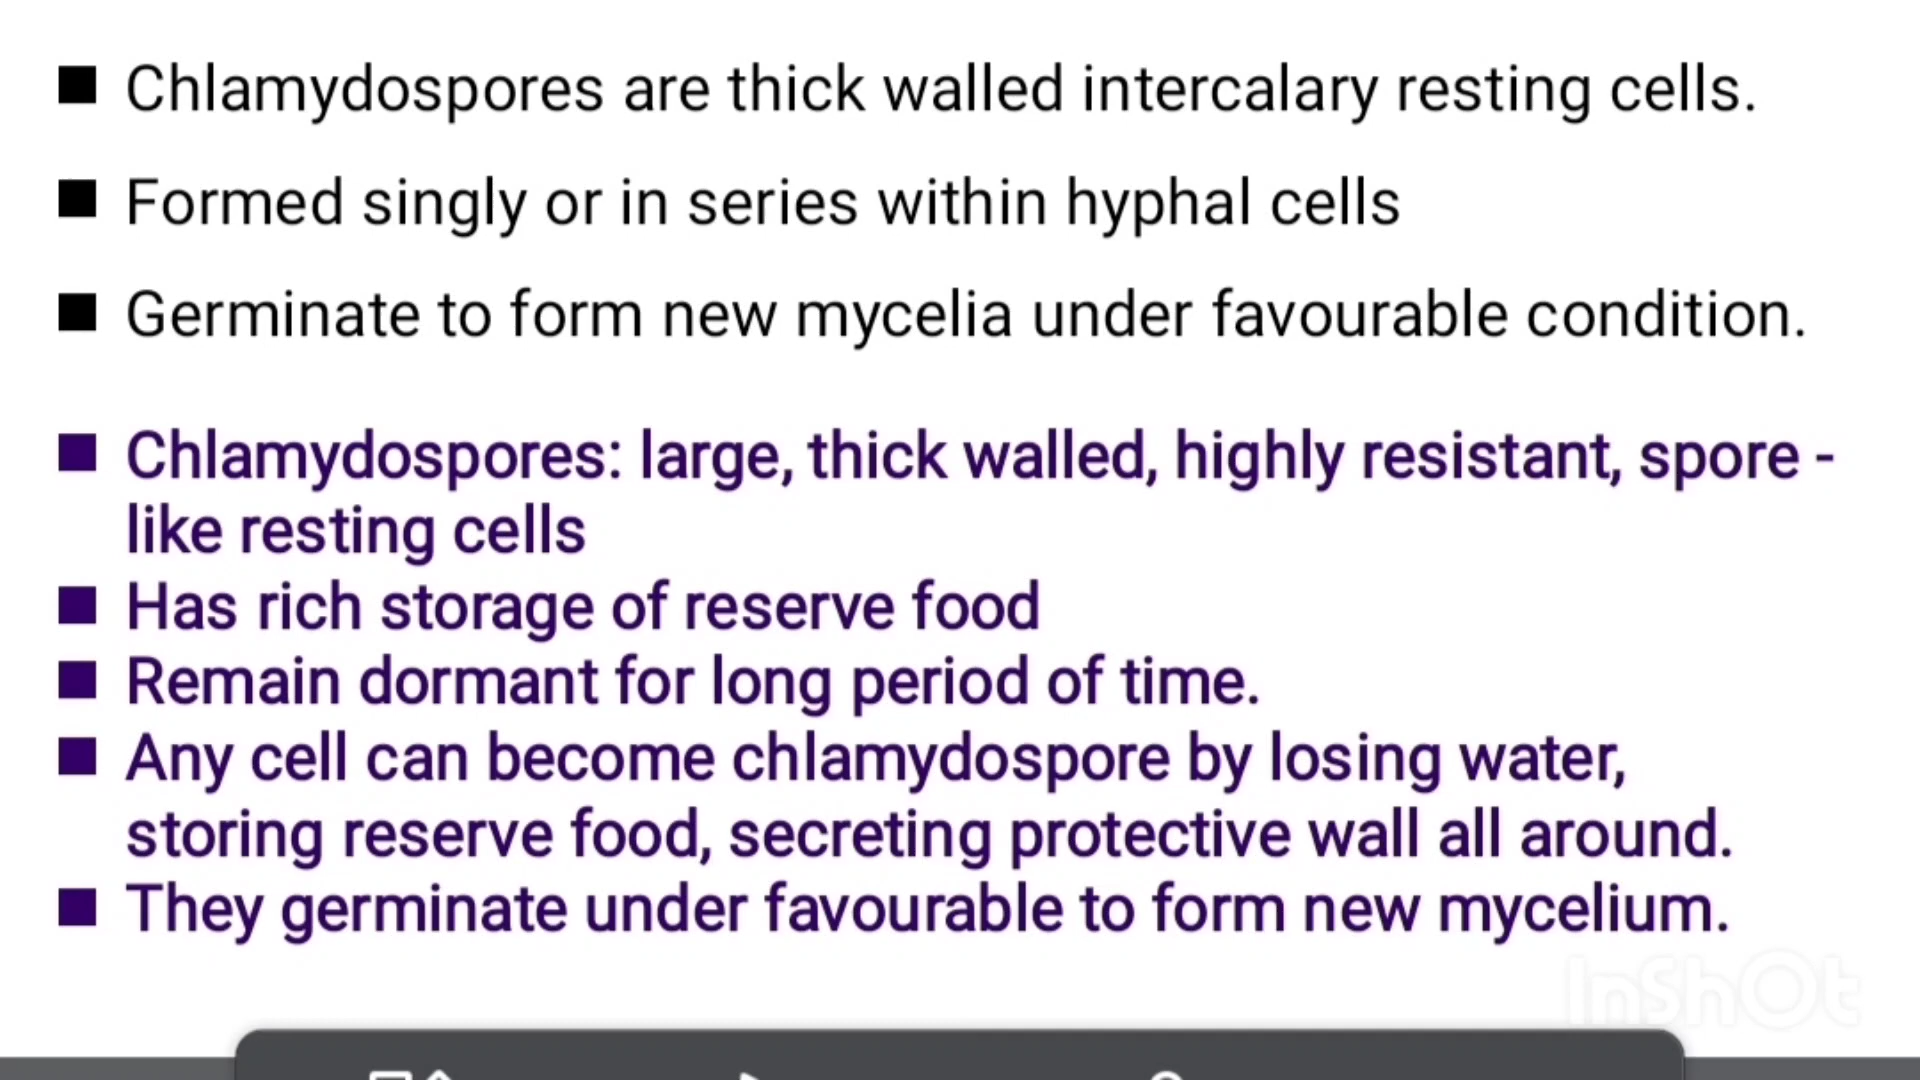 ■ Chlamydospores are thick walled intercalary resting cells.
■ Formed singly or in series within hyphal cells
■ Germinate to form new mycelia under favourable condition.
■ Chlamydospores: large, thick walled, highly resistant, spore -
like resting cells
■ Has rich storage of reserve food
■ Remain dormant for long period of time.
■ Any cell can become chlamydospore by losing water,
storing reserve food, secreting protective wall all around.
■ They germinate under favourable to form new mycelium.
InShOt